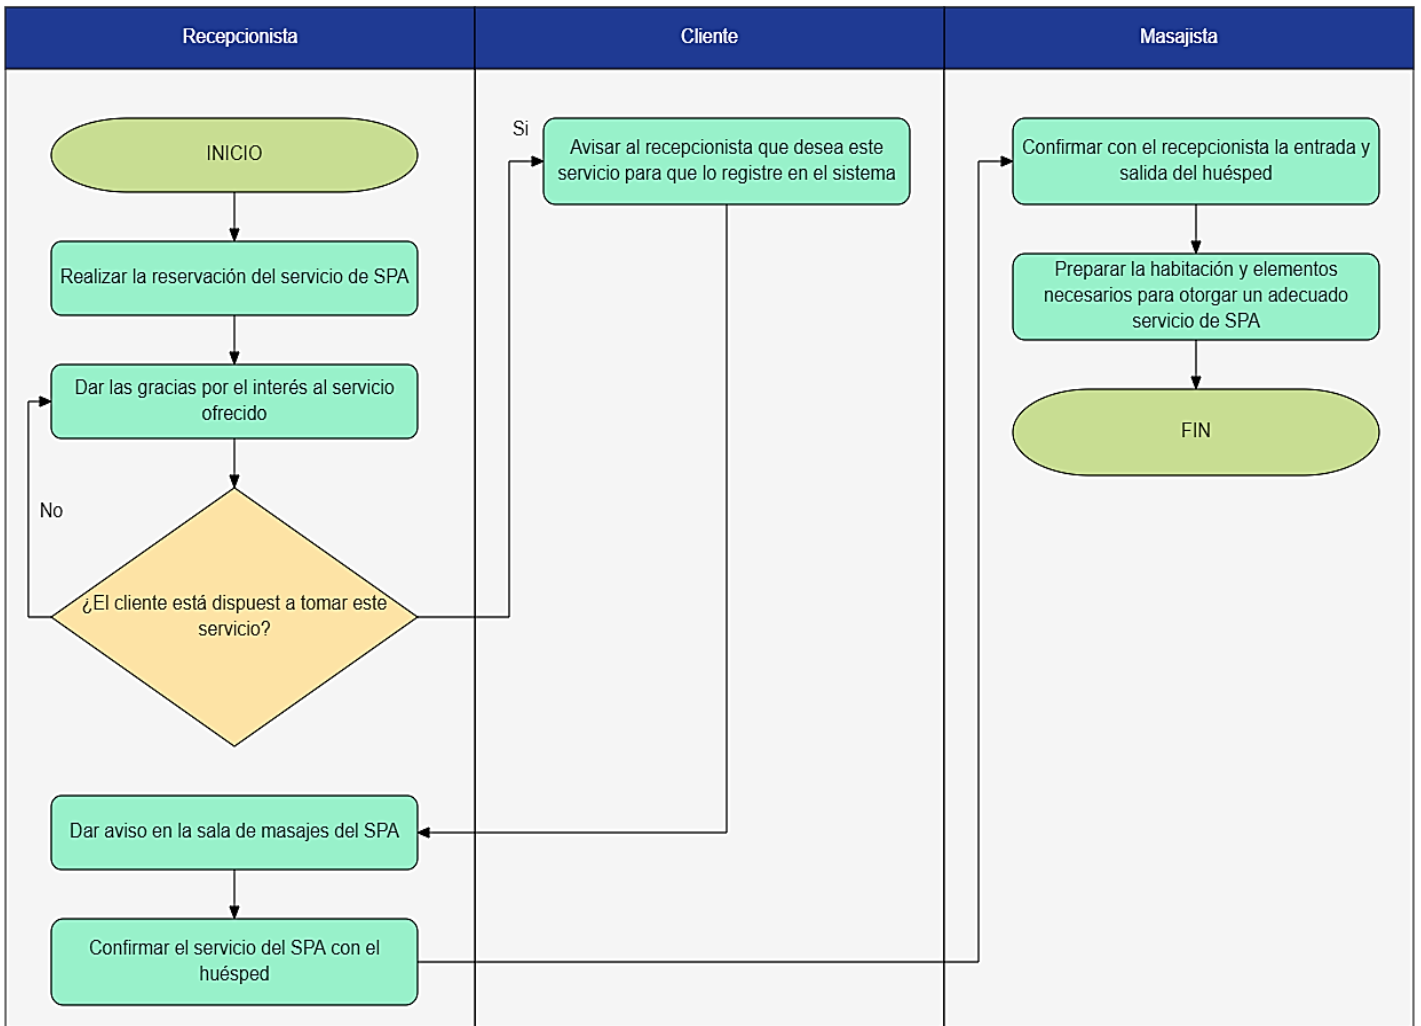 Recepcionista
Cliente
Masajista
INICIO
Realizar la reservación del servicio de SPA
Dar las gracias por el interés al servicio
ofrecido
No
¿El cliente está dispuest a tomar este
servicio?
Si
Avisar al recepcionista que desea este
servicio para que lo registre en el sistema
Dar aviso en la sala de masajes del SPA
Confirmar el servicio del SPA con el
huésped
Confirmar con el recepcionista la entrada y
salida del huésped
Preparar la habitación y elementos
necesarios para otorgar un adecuado
servicio de SPA
FIN